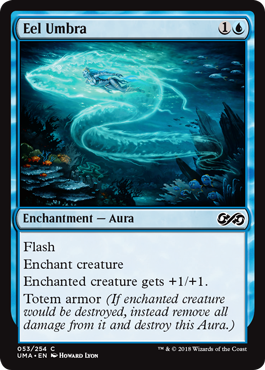 Eel Umbra
1
Enchantment — Aura
Flash
Enchant creature
Enchanted creature gets +1/+1.
Totem armor (If enchanted creature
would be destroyed, instead remove all
damage from it and destroy this Aura.)
053/254 C
UMA • EN Howard Lyon
™ & © 2018 Wizards of the Coast